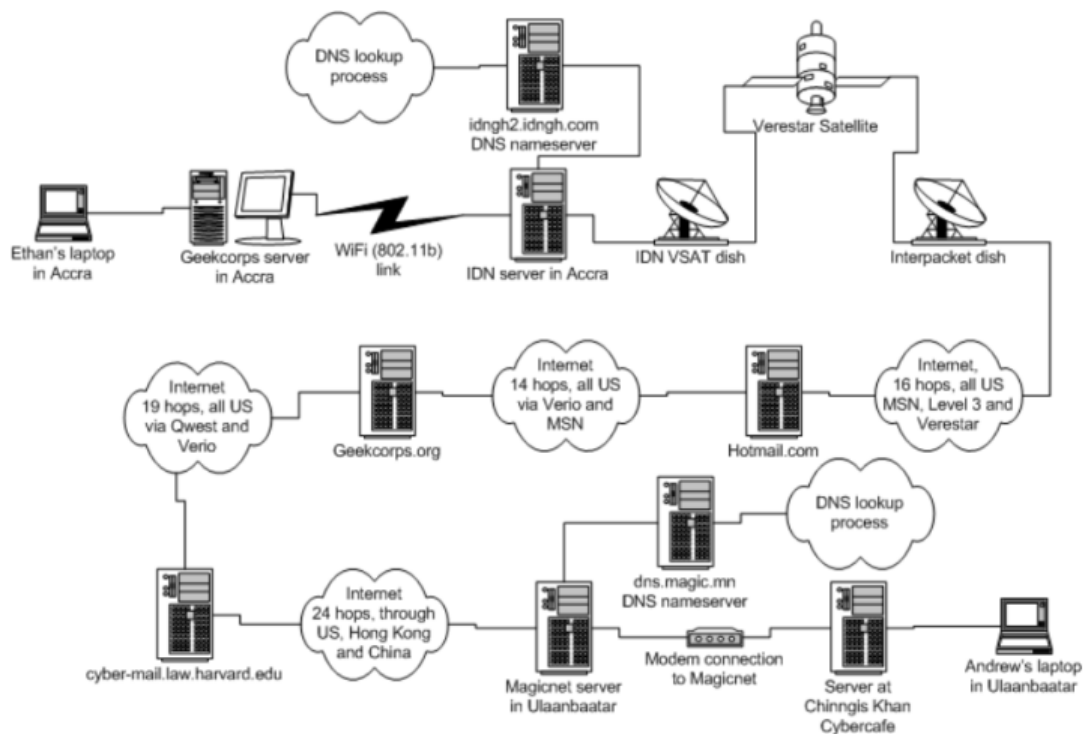 DNS lookup
process
idngh2.idngh.com
DNS nameserver
Verestar Satellite
Ethan's laptop
in Accra
Geekcorps server
in Accra
WiFi (802.11b)
link
IDN server in Accra
IDN VSAT dish
Interpacket dish
Internet
19 hops, all US
via Qwest and
Verio
Geekcorps.org
Internet
14 hops, all US
via Verio and
MSN
Hotmail.com
Internet,
16 hops, all US
MSN, Level 3 and
Verestar
DNS lookup
process
dns.magic.mn
DNS nameserver
cyber-mail.law.harvard.edu
Internet
24 hops, through
US, Hong Kong
and China
Magicnet server
in Ulaanbaatar
Modem connection
to Magicnet
Server at
Chinngis Khan
Cybercafe
Andrew's laptop
in Ulaanbaatar